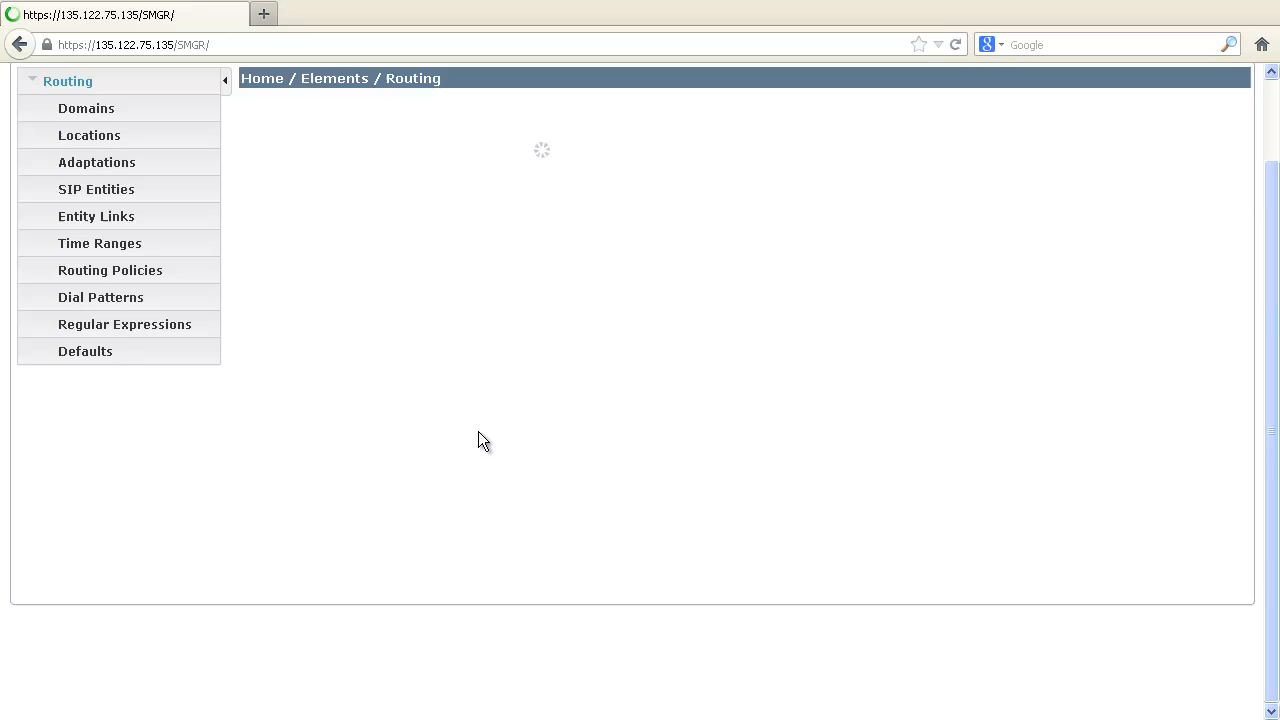 https://135.122.75.135/SMGR/
https://135.122.75.135/SMGR/
Google
Routing
Home / Elements / Routing
Domains
Locations
Adaptations
SIP Entities
Entity Links
Time Ranges
Routing Policies
Dial Patterns
Regular Expressions
Defaults